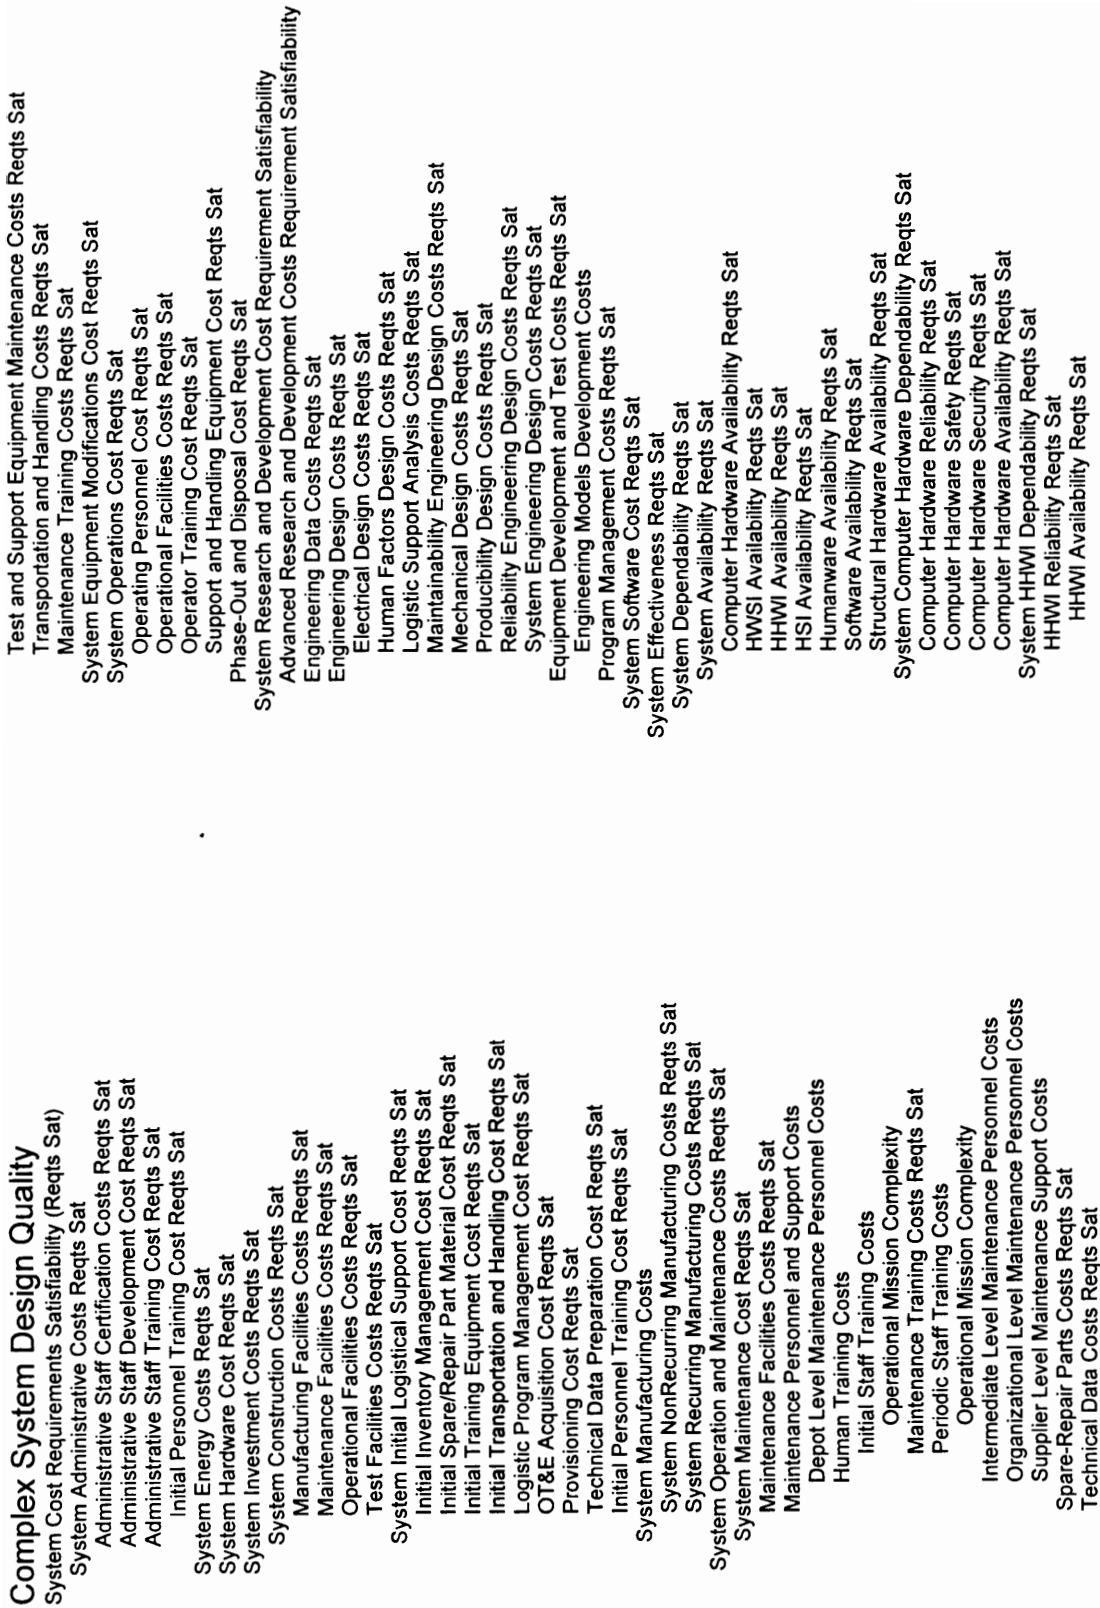 Complex System Design Quality
System Cost Requirements Satisfiability (Reqts Sat)
System Administrative Costs Reqts Sat
Administrative Staff Certification Costs Reqts Sat
Administrative Staff Development Cost Reqts Sat
Administrative Staff Training Cost Reqts Sat
Initial Personnel Training Cost Reqts Sat
System Energy Costs Reqts Sat
System Hardware Cost Reqts Sat
System Investment Costs Reqts Sat
System Construction Costs Reqts Sat
Manufacturing Facilities Costs Reqts Sat
Maintenance Facilities Costs Reqts Sat
Operational Facilities Costs Reqts Sat
Test Facilities Costs Reqts Sat
System Initial Logistical Support Cost Reqts Sat
Initial Inventory Management Cost Reqts Sat
Initial Spare/Repair Part Material Cost Reqts Sat
Initial Training Equipment Cost Reqts Sat
Initial Transportation and Handling Cost Reqts Sat
Logistic Program Management Cost Reqts Sat
OT&E Acquisition Cost Reqts Sat
Provisioning Cost Reqts Sat
Technical Data Preparation Cost Reqts Sat
Initial Personnel Training Cost Reqts Sat
System Manufacturing Costs
System NonRecurring Manufacturing Costs Reqts Sat
System Recurring Manufacturing Costs Reqts Sat
System Operation and Maintenance Costs Reqts Sat
System Maintenance Cost Reqts Sat
Maintenance Facilities Costs Reqts Sat
Maintenance Personnel and Support Costs
Depot Level Maintenance Personnel Costs
Human Training Costs
Initial Staff Training Costs
Operational Mission Complexity
Maintenance Training Costs Reqts Sat
Periodic Staff Training Costs
Operational Mission Complexity
Intermediate Level Maintenance Personnel Costs
Organizational Level Maintenance Personnel Costs
Supplier Level Maintenance Support Costs
Spare-Repair Parts Costs Reqts Sat
Technical Data Costs Reqts Sat
Test and Support Equipment Maintenance Costs Reqts Sat
Transportation and Handing Costs Reqts Sat
Maintenance Training Costs Reqts Sat
System Equipment Modifications Cost Reqts Sat
System Operations Cost Reqts Sat
Operating Personnel Cost Reqts Sat
Operational Facilities Costs Reqts Sat
Operator Training Cost Reqts Sat
Support and Handling Equipment Cost Reqts Sat
Phase-Out and Disposal Cost Reqts Sat
System Research and Development Cost Requirement Satisfiability
Advanced Research and Development Costs Requirement Satisfiability
Engineering Data Costs Reqts Sat
Engineering Design Costs Reqts Sat
Electrical Design Costs Reqts Sat
Human Factors Design Costs Reqts Sat
Logistic Support Analysis Costs Reqts Sat
Maintainability Engineering Design Costs Reqts Sat
Mechanical Design Costs Reqts Sat
Producibility Design Costs Reqts Sat
Reliability Engineering Design Costs Reqts Sat
System Engineering Design Costs Reqts Sat
Equipment Development and Test Costs Reqts Sat
Engineering Models Development Costs
Program Management Costs Reqts Sat
System Software Cost Reqts Sat
System Effectiveness Reqts Sat
System Dependability Reqts Sat
System Availability Reqts Sat
Computer Hardware Availability Reqts Sat
HWSI Availability Reqts Sat
HHWI Availability Reqts Sat
HSI Availability Reqts Sat
Humanware Availability Reqts Sat
Software Availability Reqts Sat
Structural Hardware Availability Reqts Sat
System Computer Hardware Dependability Reqts Sat
Computer Hardware Reliability Reqts Sat
Computer Hardware Safety Reqts Sat
Computer Hardware Security Reqts Sat
Computer Hardware Availability Reqts Sat
System HHWI Dependability Reqts Sat
HHWI Reliability Reqts Sat
HHWI Availability Reqts Sat